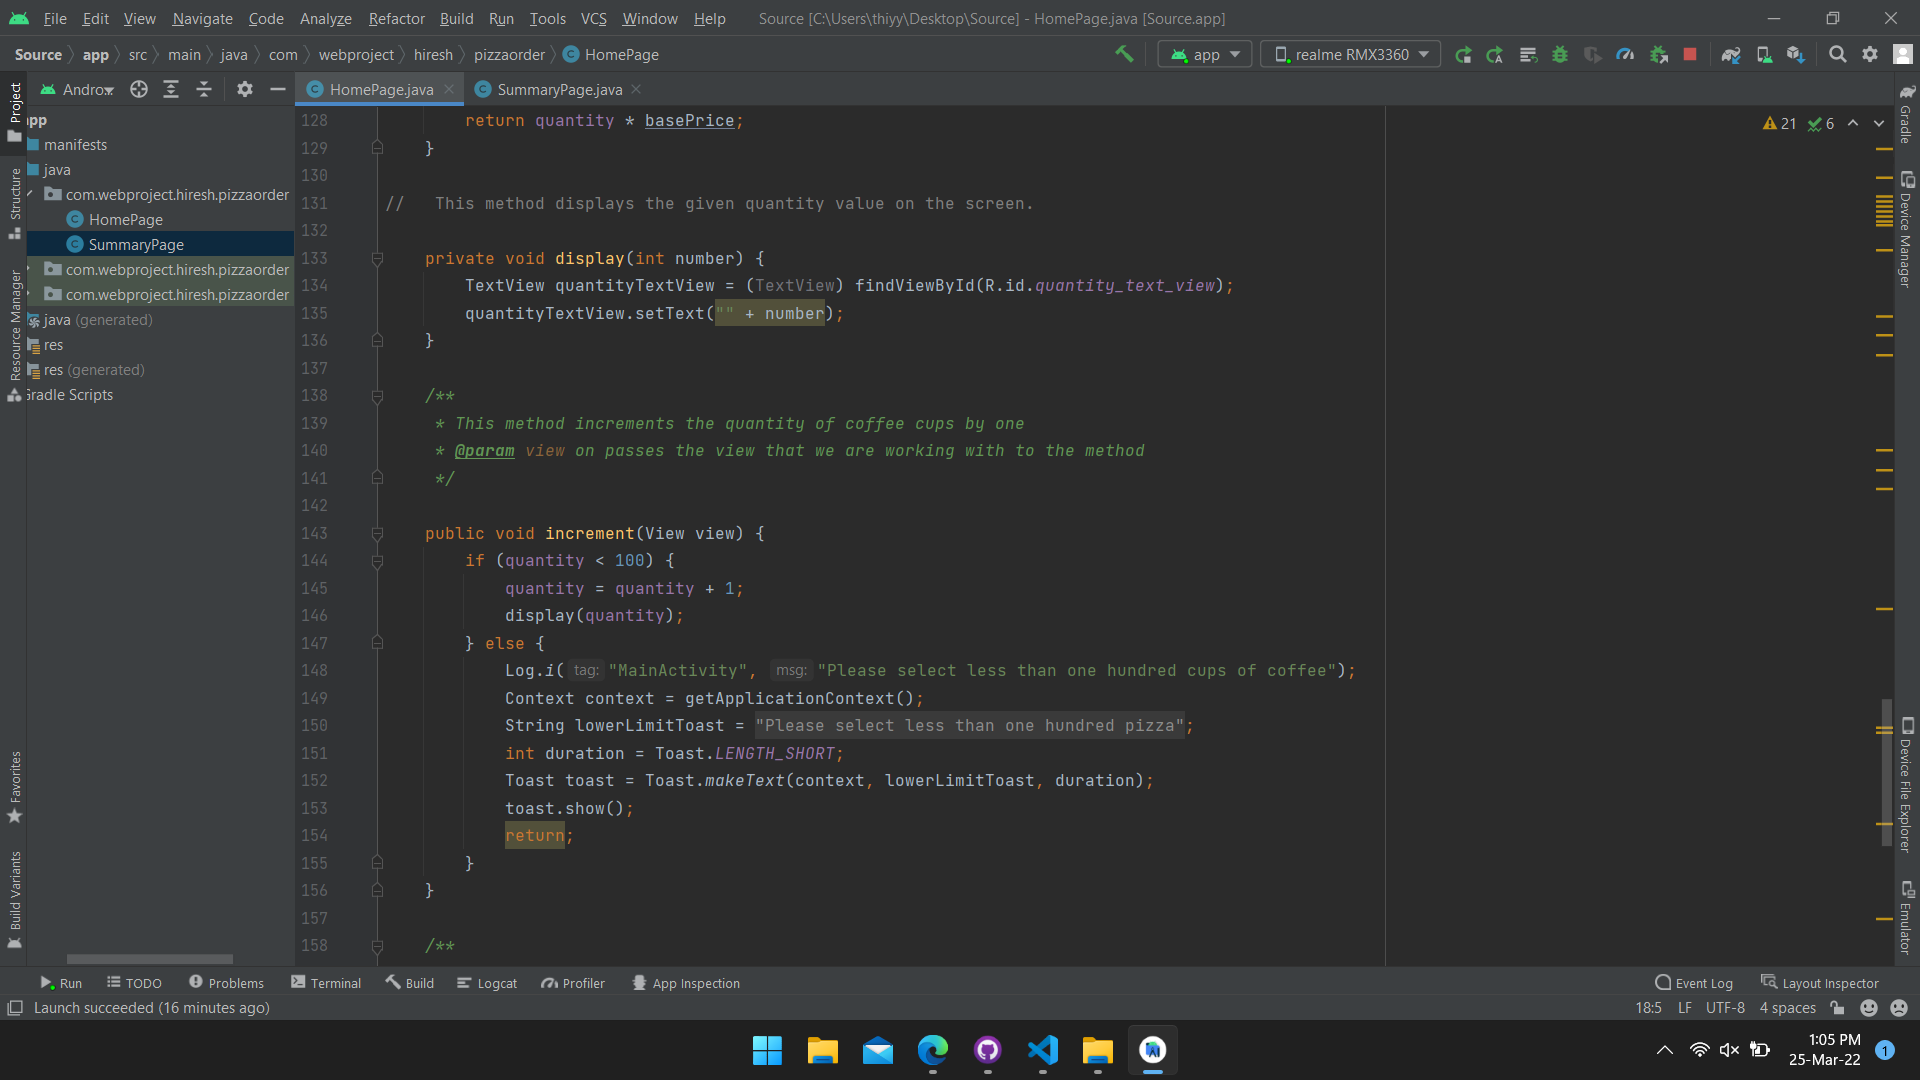 File Edit View Navigate Code Analyze Refactor Build Run Tools VCS Window Help Source [C:\Users\thiyy\Desktop\Source] - HomePage.java [Source.app]
Source app src main java com webproject hiresh pizzaorder HomePage app realme RMX3360
Andro HomePage.java SummaryPage.java
Project
Structure
Resource Manager
Favorites
Build Variants
app
manifests
java
com.webproject.hiresh.pizzaorder
HomePage
SummaryPage
com.webproject.hiresh.pizzaorder
com.webproject.hiresh.pizzaorder
java (generated)
res
res (generated)
Gradle Scripts
21 6
128 return quantity * basePrice;
129 }
130
131 // This method displays the given quantity value on the screen.
132
133 private void display(int number) {
134 TextView quantityTextView = (TextView) findViewById(R.id.quantity_text_view);
135 quantityTextView.setText("" + number);
136 }
137
138 /**
139 * This method increments the quantity of coffee cups by one
140 * @param view on passes the view that we are working with to the method
141 */
142
143 public void increment(View view) {
144 if (quantity < 100) {
145 quantity = quantity + 1;
146 display(quantity);
147 } else {
148 Log.i( tag: "MainActivity", msg: "Please select less than one hundred cups of coffee");
149 Context context = getApplicationContext();
150 String lowerLimitToast = "Please select less than one hundred pizza";
151 int duration = Toast.LENGTH_SHORT;
152 Toast toast = Toast.makeText(context, lowerLimitToast, duration);
153 toast.show();
154 return;
155 }
156 }
157
158 /**
Gradle
Device Manager
Device File Explorer
Emulator
Run TODO Problems Terminal Build Logcat Profiler App Inspection Event Log Layout Inspector
Launch succeeded (16 minutes ago) 18:5 LF UTF-8 4 spaces
1:05 PM
25-Mar-22 1